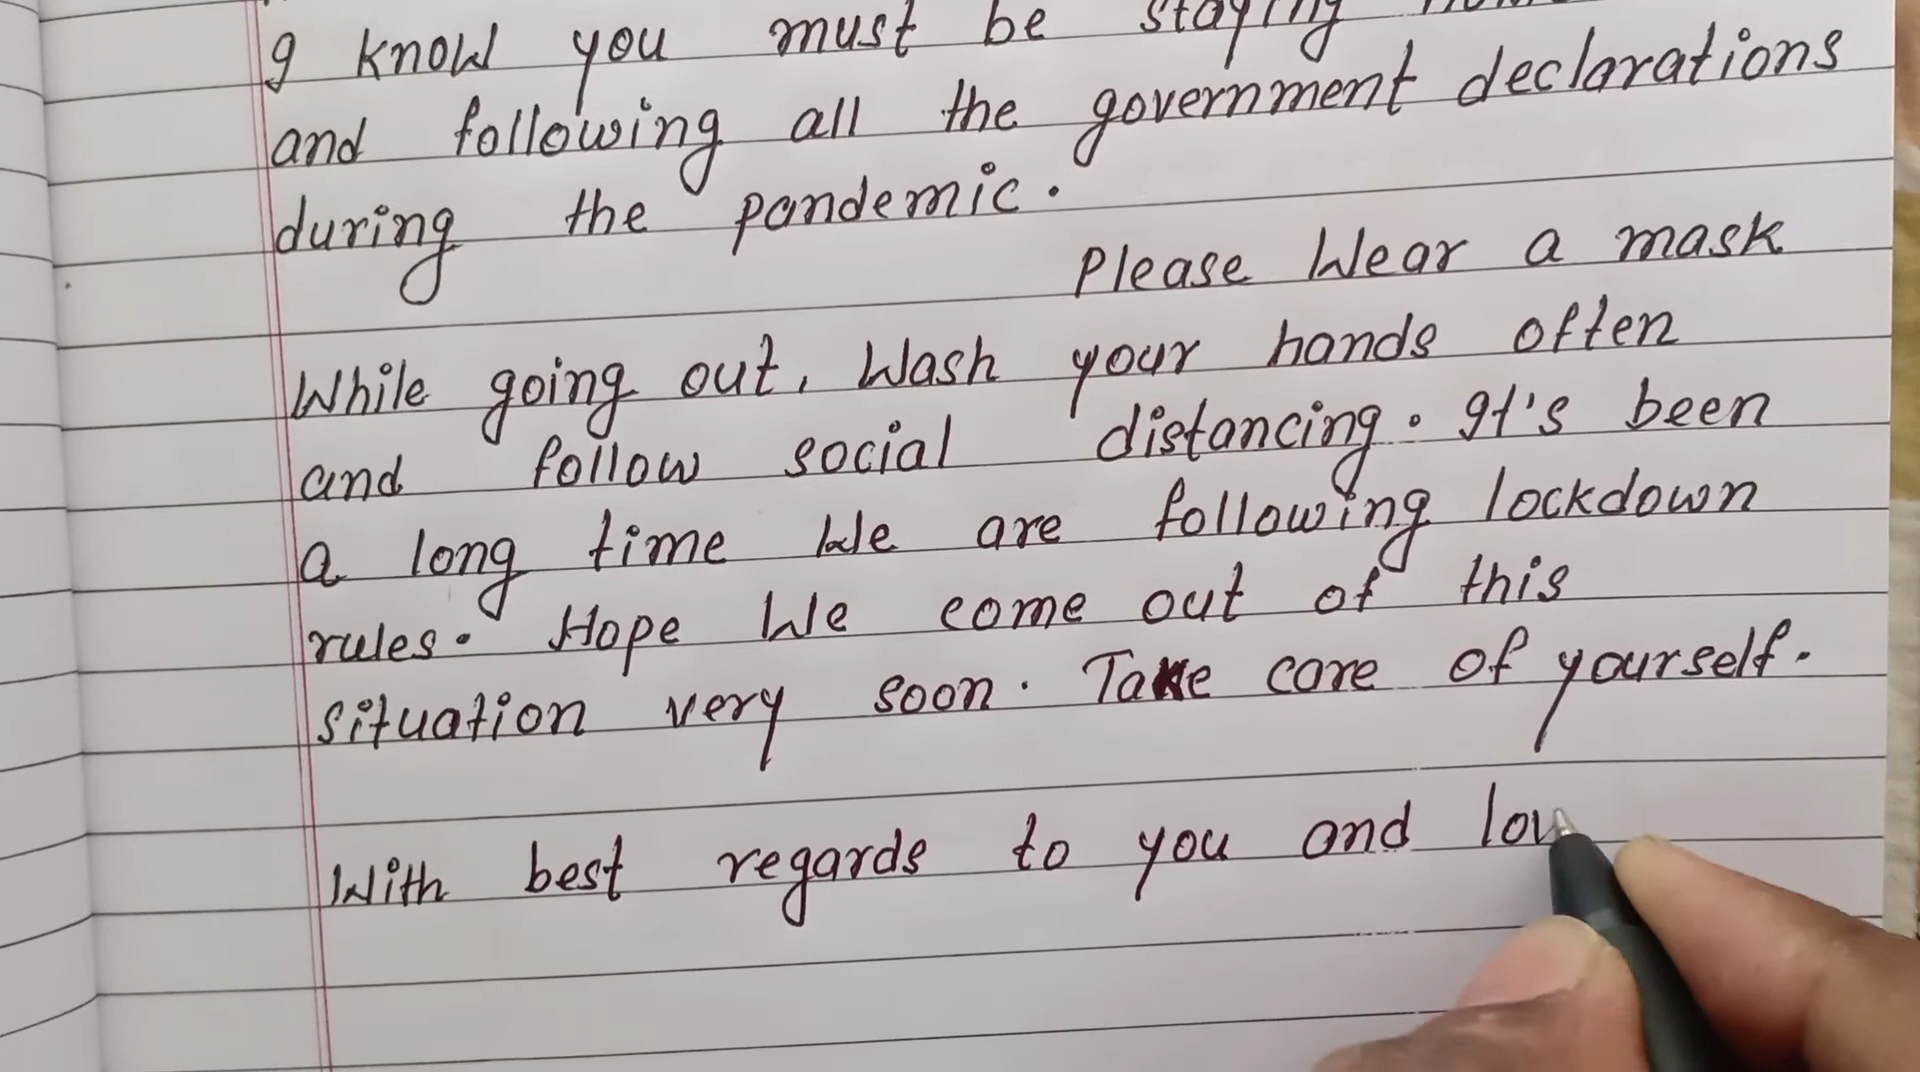 I know you must be staying
and following all the government declarations
during the pandemic.
Please Wear a mask
While going out, Wash your hands often
and follow social distancing. It's been
a long time We are following lockdown
rules. Hope We come out of this
situation very soon. Take care of yourself.
With best regards to you and lov